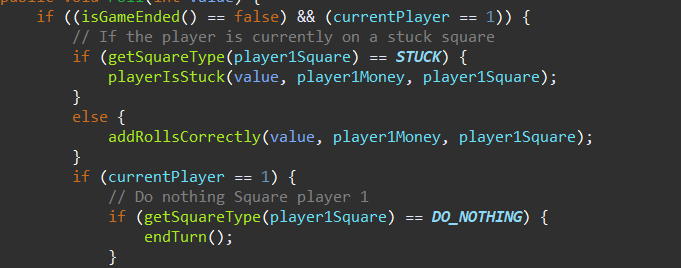 public void roll(int value) {
if ((isGameEnded() == false) && (currentPlayer == 1)) {
// If the player is currently on a stuck square
if (getSquareType(player1Square) == STUCK) {
playerIsStuck(value, player1Money, player1Square);
}
else {
addRollsCorrectly(value, player1Money, player1Square);
}
if (currentPlayer == 1) {
// Do nothing Square player 1
if (getSquareType(player1Square) == DO_NOTHING) {
endTurn();
}